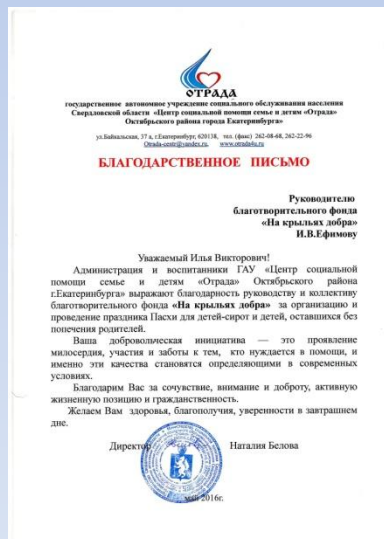 ОТРАДА
государственное автономное учреждение социального обслуживания населения
Свердловской области «Центр социальной помощи семье и детям «Отрада»
Октябрьского района города Екатеринбурга»
ул.Байкальская, 37 а, г.Екатеринбург, 620138, тел. (факс) 262-08-68, 262-22-96
Otrada-centr@yandex.ru, www.otrada4u.ru
БЛАГОДАРСТВЕННОЕ ПИСЬМО
Руководителю
благотворительного фонда
«На крыльях добра»
И.В.Ефимову
Уважаемый Илья Викторович!
Администрация и воспитанники ГАУ «Центр социальной
помощи семье и детям «Отрада» Октябрьского района
г.Екатеринбурга» выражают благодарность руководству и коллективу
благотворительного фонда «На крыльях добра» за организацию и
проведение праздника Пасхи для детей-сирот и детей, оставшихся без
попечения родителей.
Ваша добровольческая инициатива — это проявление
милосердия, участия и заботы к тем, кто нуждается в помощи, и
именно эти качества становятся определяющими в современных
условиях.
Благодарим Вас за сочувствие, внимание и доброту, активную
жизненную позицию и гражданственность.
Желаем Вам здоровья, благополучия, уверенности в завтрашнем
дне.
Директор Наталия Белова
май 2016г.